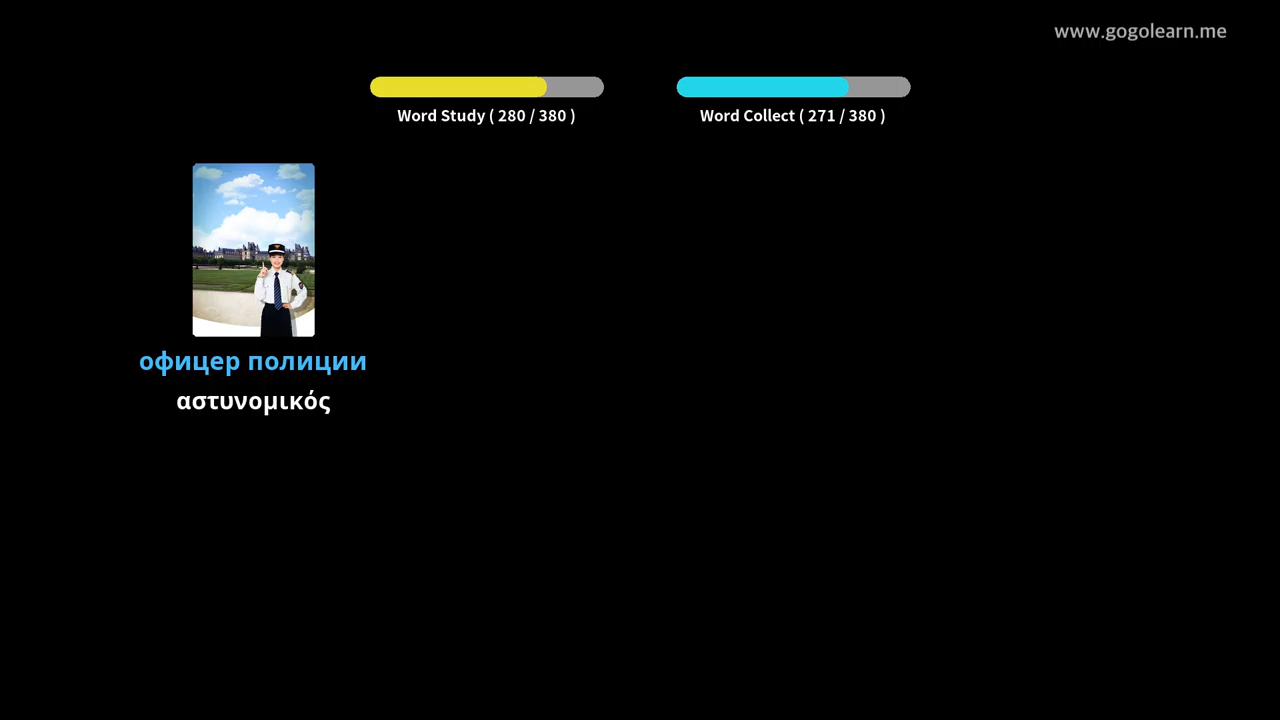 www.gogolearn.me
Word Study ( 280 / 380 )
Word Collect ( 271 / 380 )
офицер полиции
αστυνομικός